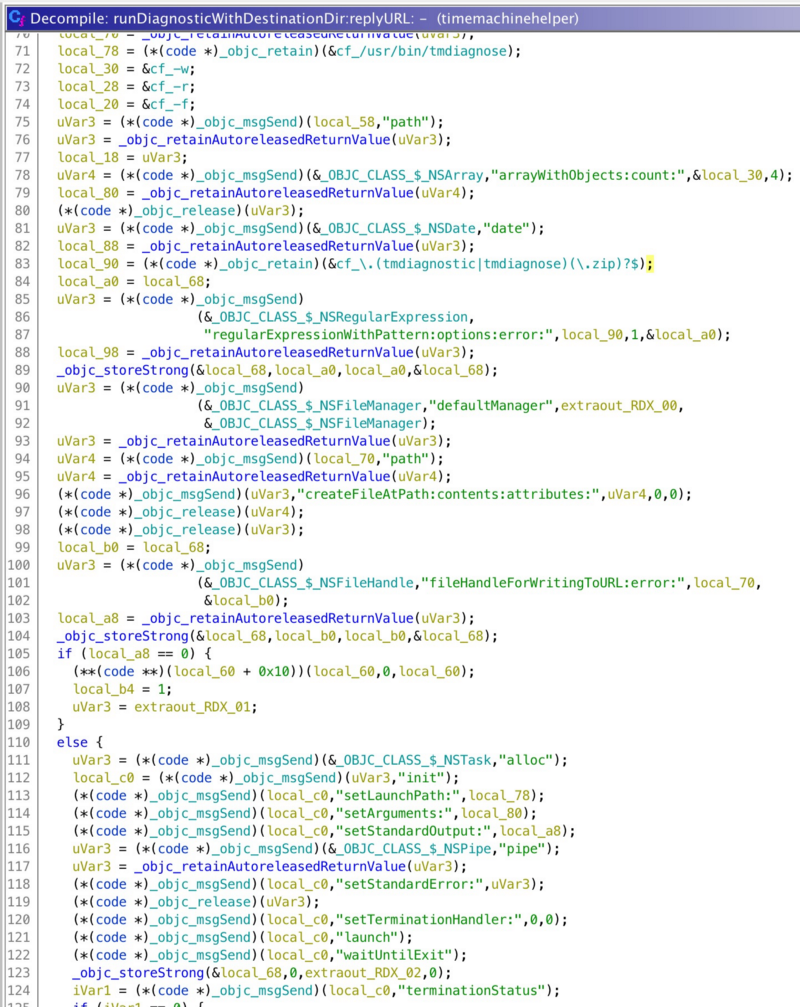 Decompile: runDiagnosticWithDestinationDir:replyURL: - (timemachinehelper)
70 local_70 = _objc_retainAutoreleasedReturnValue(uVar3);
71 local_78 = (*(code *)_objc_retain)(&cf_/usr/bin/tmdiagnose);
72 local_30 = &cf_-w;
73 local_28 = &cf_-r;
74 local_20 = &cf_-f;
75 uVar3 = (*(code *)_objc_msgSend)(local_58,"path");
76 uVar3 = _objc_retainAutoreleasedReturnValue(uVar3);
77 local_18 = uVar3;
78 uVar4 = (*(code *)_objc_msgSend)(&_OBJC_CLASS_$_NSArray,"arrayWithObjects:count:",&local_30,4);
79 local_80 = _objc_retainAutoreleasedReturnValue(uVar4);
80 (*(code *)_objc_release)(uVar3);
81 uVar3 = (*(code *)_objc_msgSend)(&_OBJC_CLASS_$_NSDate,"date");
82 local_88 = _objc_retainAutoreleasedReturnValue(uVar3);
83 local_90 = (*(code *)_objc_retain)(&cf_\.(tmdiagnostic|tmdiagnose)(\.zip)?$);
84 local_a0 = local_68;
85 uVar3 = (*(code *)_objc_msgSend)
86 (&_OBJC_CLASS_$_NSRegularExpression,
87 "regularExpressionWithPattern:options:error:",local_90,1,&local_a0);
88 local_98 = _objc_retainAutoreleasedReturnValue(uVar3);
89 _objc_storeStrong(&local_68,local_a0,local_a0,&local_68);
90 uVar3 = (*(code *)_objc_msgSend)
91 (&_OBJC_CLASS_$_NSFileManager,"defaultManager",extraout_RDX_00,
92 &_OBJC_CLASS_$_NSFileManager);
93 uVar3 = _objc_retainAutoreleasedReturnValue(uVar3);
94 uVar4 = (*(code *)_objc_msgSend)(local_70,"path");
95 uVar4 = _objc_retainAutoreleasedReturnValue(uVar4);
96 (*(code *)_objc_msgSend)(uVar3,"createFileAtPath:contents:attributes:",uVar4,0,0);
97 (*(code *)_objc_release)(uVar4);
98 (*(code *)_objc_release)(uVar3);
99 local_b0 = local_68;
100 uVar3 = (*(code *)_objc_msgSend)
101 (&_OBJC_CLASS_$_NSFileHandle,"fileHandleForWritingToURL:error:",local_70,
102 &local_b0);
103 local_a8 = _objc_retainAutoreleasedReturnValue(uVar3);
104 _objc_storeStrong(&local_68,local_b0,local_b0,&local_68);
105 if (local_a8 == 0) {
106 (**(code **)(local_60 + 0x10))(local_60,0,local_60);
107 local_b4 = 1;
108 uVar3 = extraout_RDX_01;
109 }
110 else {
111 uVar3 = (*(code *)_objc_msgSend)(&_OBJC_CLASS_$_NSTask,"alloc");
112 local_c0 = (*(code *)_objc_msgSend)(uVar3,"init");
113 (*(code *)_objc_msgSend)(local_c0,"setLaunchPath:",local_78);
114 (*(code *)_objc_msgSend)(local_c0,"setArguments:",local_80);
115 (*(code *)_objc_msgSend)(local_c0,"setStandardOutput:",local_a8);
116 uVar3 = (*(code *)_objc_msgSend)(&_OBJC_CLASS_$_NSPipe,"pipe");
117 uVar3 = _objc_retainAutoreleasedReturnValue(uVar3);
118 (*(code *)_objc_msgSend)(local_c0,"setStandardError:",uVar3);
119 (*(code *)_objc_release)(uVar3);
120 (*(code *)_objc_msgSend)(local_c0,"setTerminationHandler:",0,0);
121 (*(code *)_objc_msgSend)(local_c0,"launch");
122 (*(code *)_objc_msgSend)(local_c0,"waitUntilExit");
123 _objc_storeStrong(&local_68,0,extraout_RDX_02,0);
124 iVar1 = (*(code *)_objc_msgSend)(local_c0,"terminationStatus");
125 if (iVar1 == 0) {